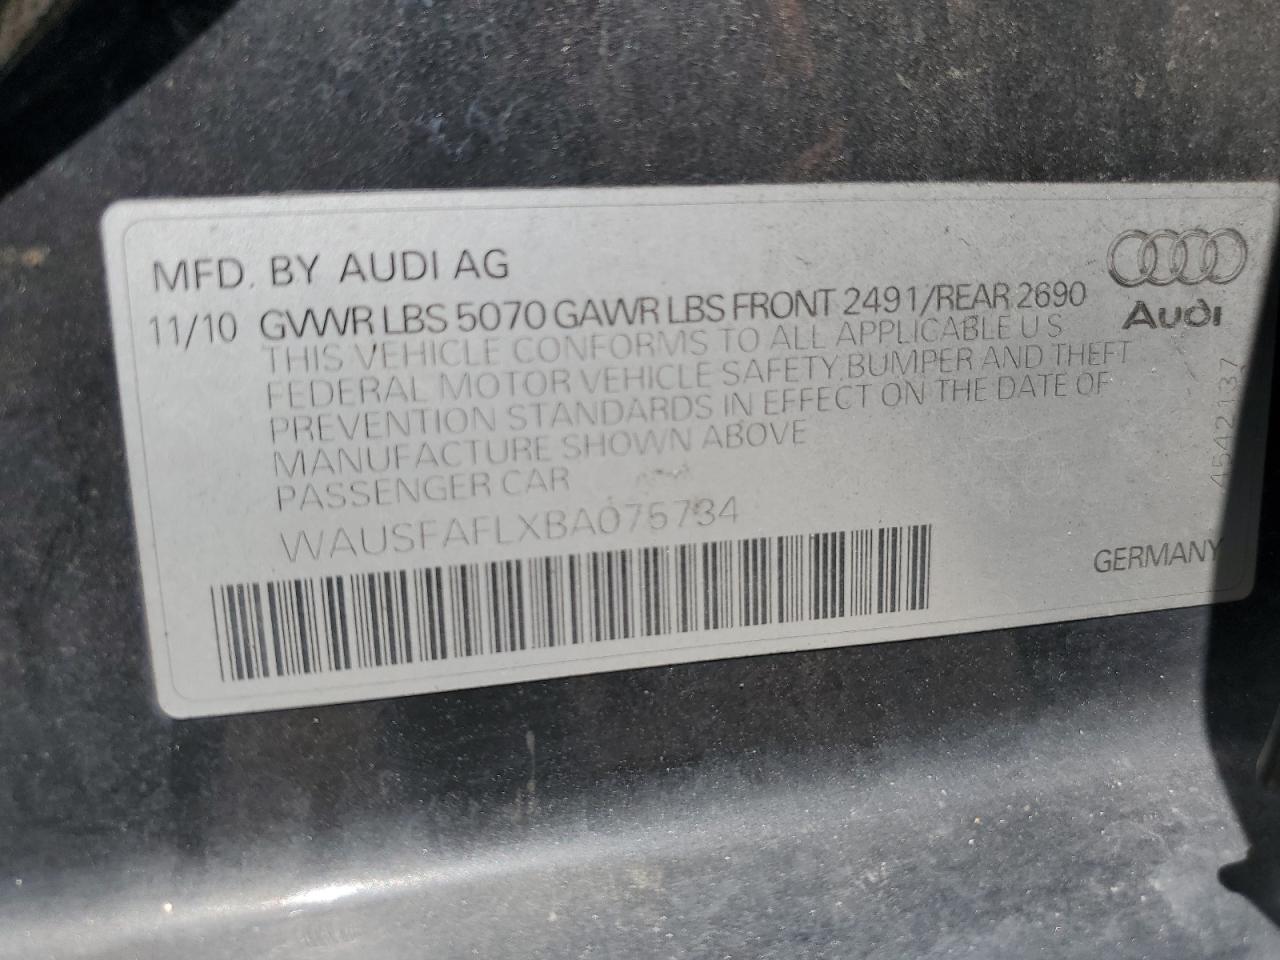 MFD. BY AUDI AG
11/10 GVWR LBS 5070 GAWR LBS FRONT 2491/REAR 2690
THIS VEHICLE CONFORMS TO ALL APPLICABLE U S
FEDERAL MOTOR VEHICLE SAFETY, BUMPER AND THEFT
PREVENTION STANDARDS IN EFFECT ON THE DATE OF
MANUFACTURE SHOWN ABOVE
PASSENGER CAR
WAUSFAFLXBA075734
Audi
4542137
GERMANY